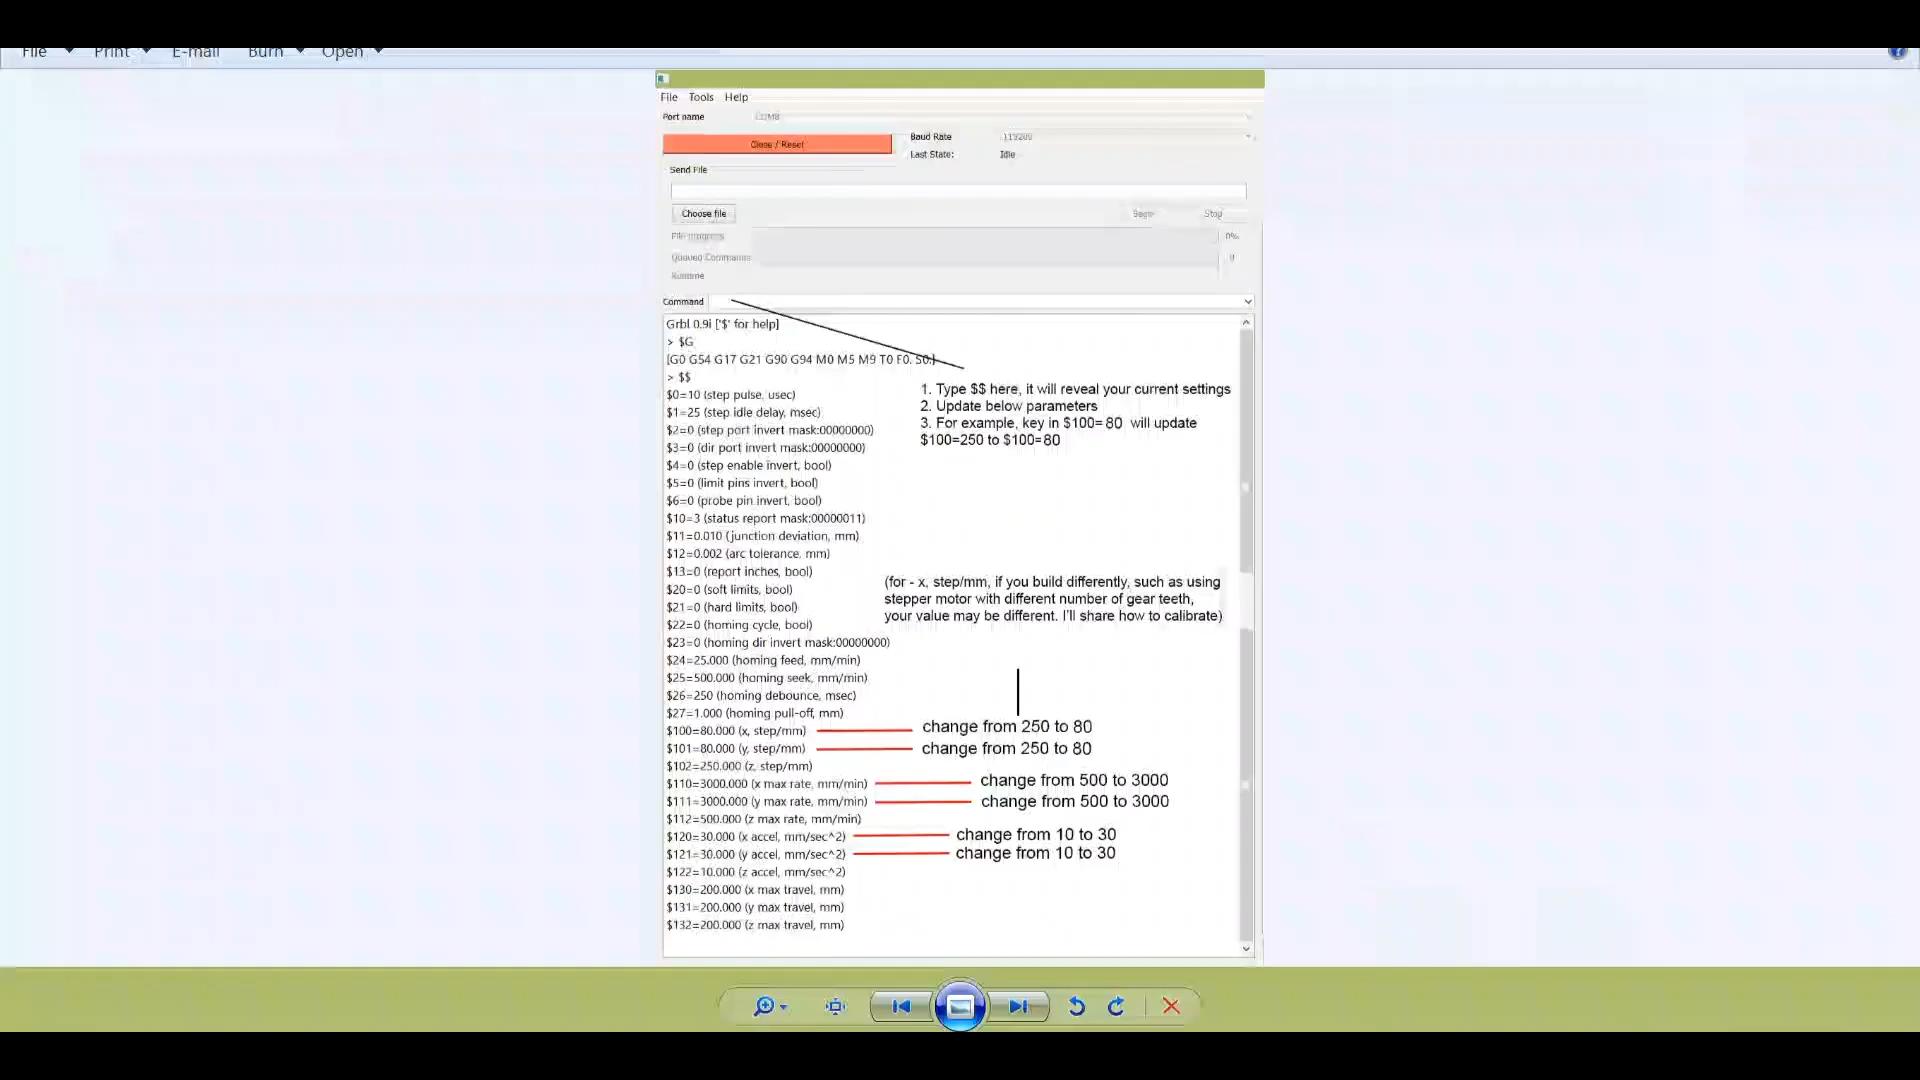 File Print E-mail Burn Open
File Tools Help
Port name COM8
Close / Reset
Baud Rate 115200
Last State: Idle
Send File
Choose file
Begin Stop
File progress 0%
Queued Commands 0
Runtime
Command
Grbl 0.9i ['$' for help]
> $G
[G0 G54 G17 G21 G90 G94 M0 M5 M9 T0 F0. S0.]
> $$
1. Type $$ here, it will reveal your current settings
2. Update below parameters
3. For example, key in $100=80 will update
$100=250 to $100=80
$0=10 (step pulse, usec)
$1=25 (step idle delay, msec)
$2=0 (step port invert mask:00000000)
$3=0 (dir port invert mask:00000000)
$4=0 (step enable invert, bool)
$5=0 (limit pins invert, bool)
$6=0 (probe pin invert, bool)
$10=3 (status report mask:00000011)
$11=0.010 (junction deviation, mm)
$12=0.002 (arc tolerance, mm)
$13=0 (report inches, bool)
$20=0 (soft limits, bool)
$21=0 (hard limits, bool)
$22=0 (homing cycle, bool)
$23=0 (homing dir invert mask:00000000)
(for - x, step/mm, if you build differently, such as using
stepper motor with different number of gear teeth,
your value may be different. I'll share how to calibrate)
$24=25.000 (homing feed, mm/min)
$25=500.000 (homing seek, mm/min)
$26=250 (homing debounce, msec)
$27=1.000 (homing pull-off, mm)
$100=80.000 (x, step/mm) change from 250 to 80
$101=80.000 (y, step/mm) change from 250 to 80
$102=250.000 (z, step/mm)
$110=3000.000 (x max rate, mm/min) change from 500 to 3000
$111=3000.000 (y max rate, mm/min) change from 500 to 3000
$112=500.000 (z max rate, mm/min)
$120=30.000 (x accel, mm/sec^2) change from 10 to 30
$121=30.000 (y accel, mm/sec^2) change from 10 to 30
$122=10.000 (z accel, mm/sec^2)
$130=200.000 (x max travel, mm)
$131=200.000 (y max travel, mm)
$132=200.000 (z max travel, mm)